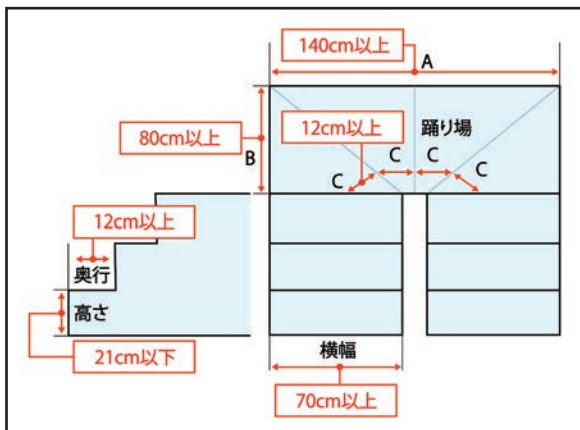 140cm以上
A
80cm以上
B
12cm以上
踊り場
C
C
C
C
12cm以上
奥行
高さ
21cm以下
横幅
70cm以上